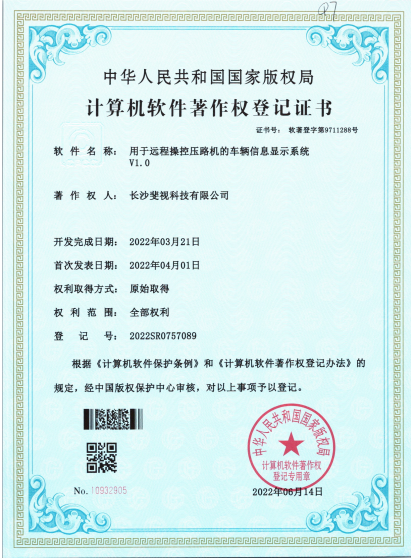 87
中华人民共和国国家版权局
计算机软件著作权登记证书
证书号： 软著登字第9711288号
软件名称： 用于远程操控压路机的车辆信息显示系统
V1.0
著作权人： 长沙斐视科技有限公司
开发完成日期： 2022年03月21日
首次发表日期： 2022年04月01日
权利取得方式： 原始取得
权利范围： 全部权利
登记号： 2022SR0757089
根据《计算机软件保护条例》和《计算机软件著作权登记办法》的
规定，经中国版权保护中心审核，对以上事项予以登记。
中华人民共和国国家版权局
计算机软件著作权
登记专用章
No. 10932805
2022年06月14日